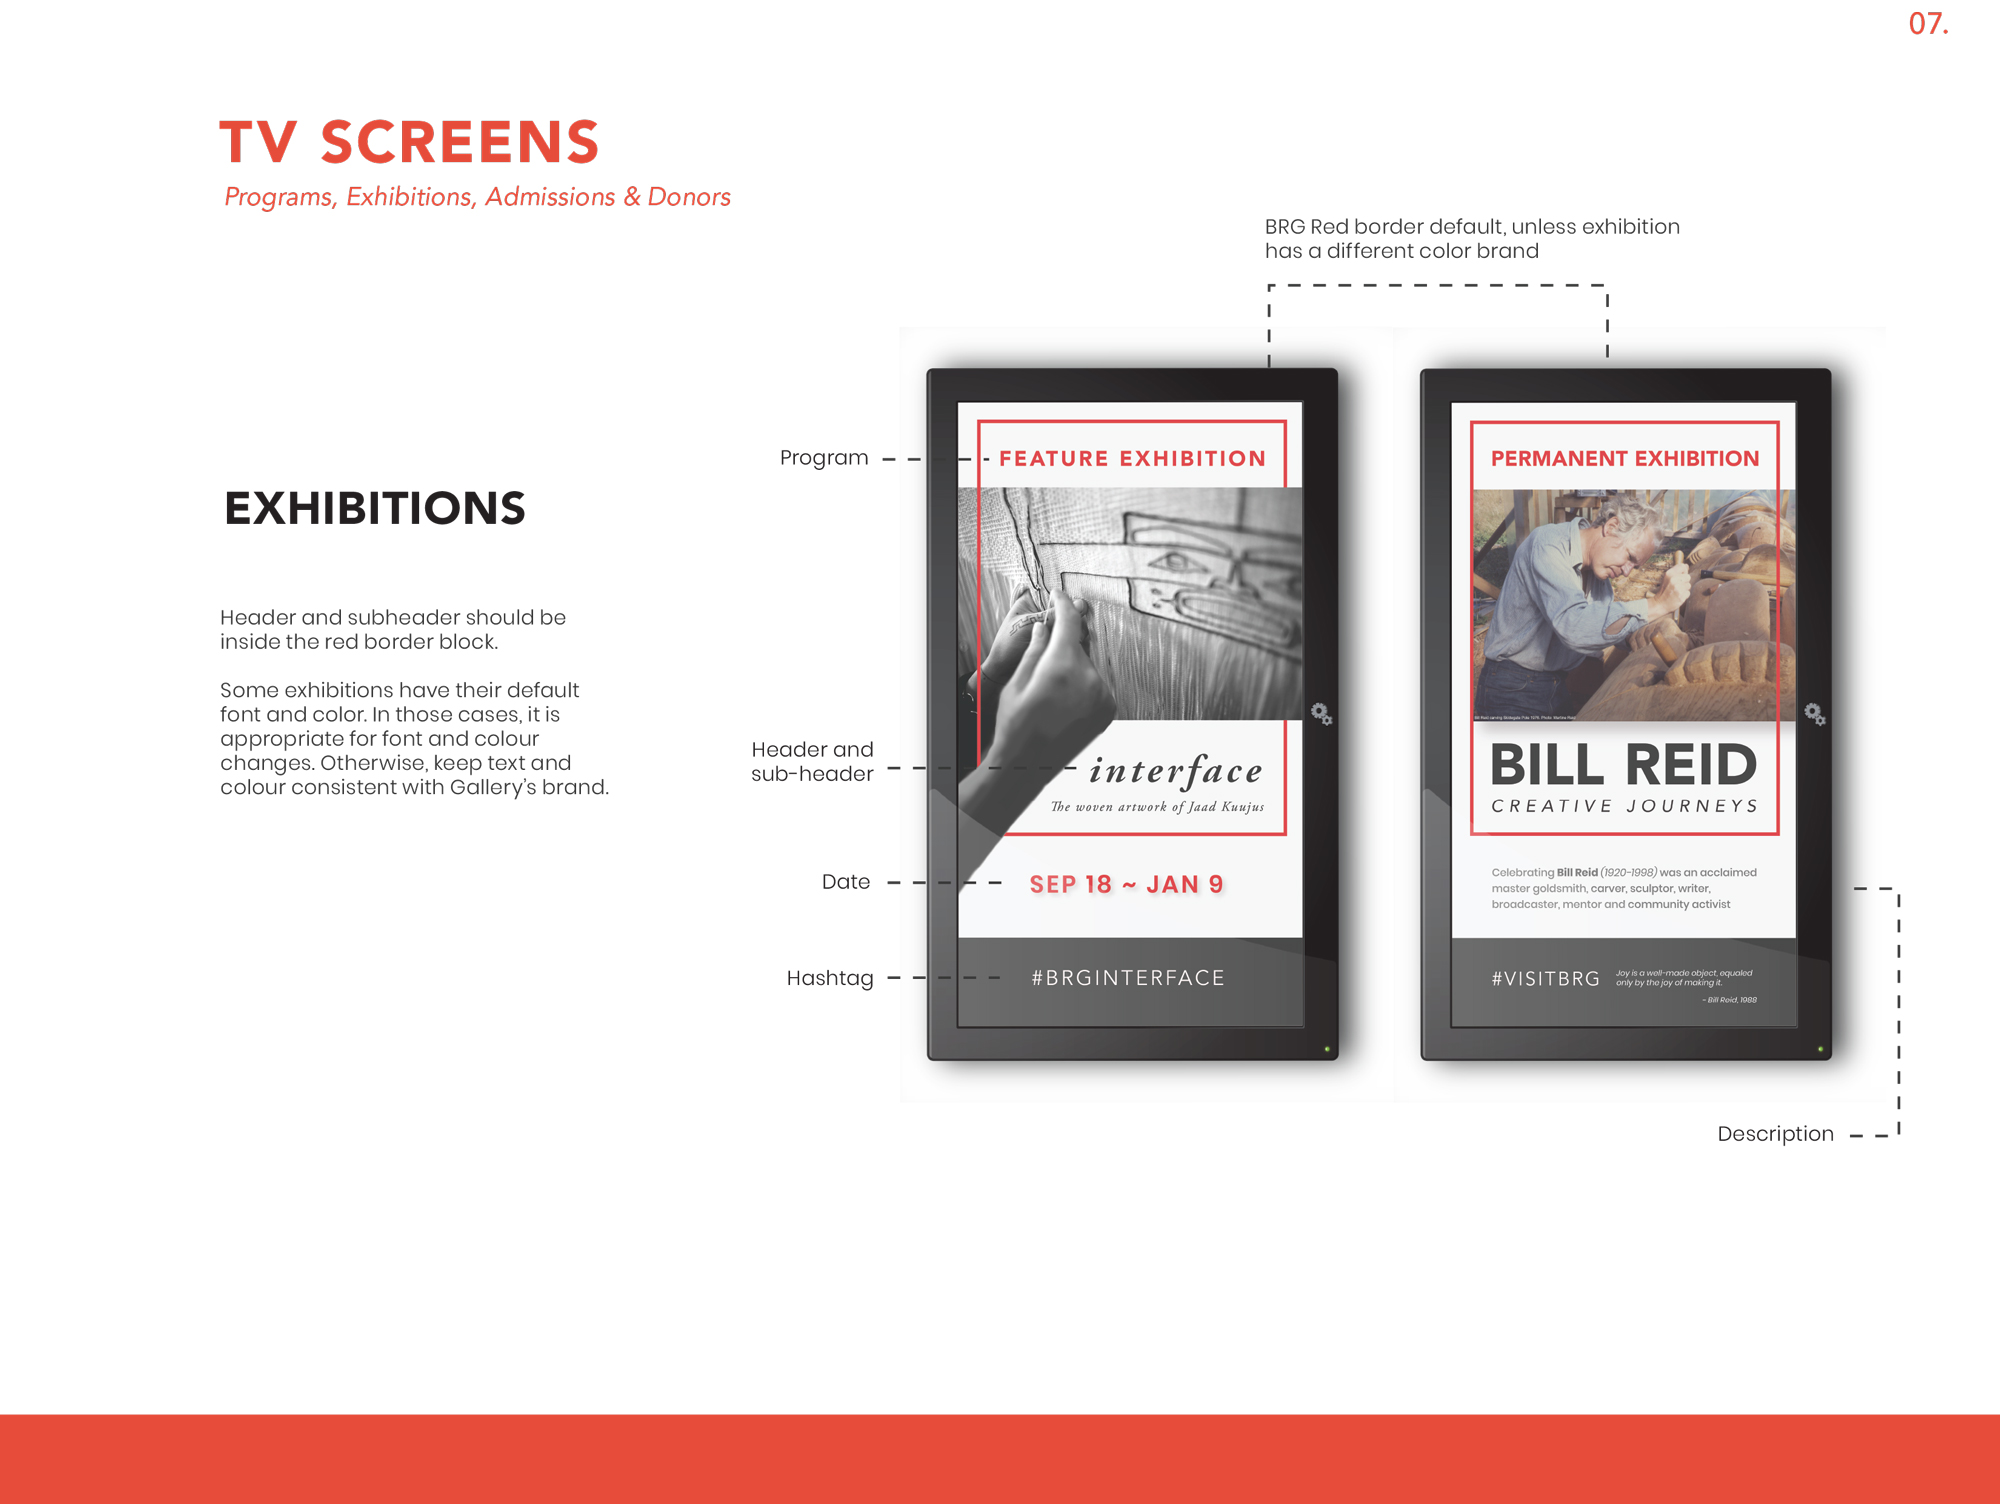 07.
TV SCREENS
Programs, Exhibitions, Admissions & Donors
EXHIBITIONS
Header and subheader should be
inside the red border block.
Some exhibitions have their default
font and color. In those cases, it is
appropriate for font and colour
changes. Otherwise, keep text and
colour consistent with Gallery's brand.
BRG Red border default, unless exhibition
has a different color brand
Program
Header and
sub-header
Date
Hashtag
FEATURE EXHIBITION
interface
The woven artwork of Jaad Kuujus
SEP 18 ~ JAN 9
#BRGINTERFACE
PERMANENT EXHIBITION
BILL REID
CREATIVE JOURNEYS
Celebrating Bill Reid (1920-1998) was an acclaimed
master goldsmith, carver, sculptor, writer,
broadcaster, mentor and community activist
#VISITBRG
Joy is a well-made object, equaled
only by the joy of making it.
- Bill Reid, 1988
Description